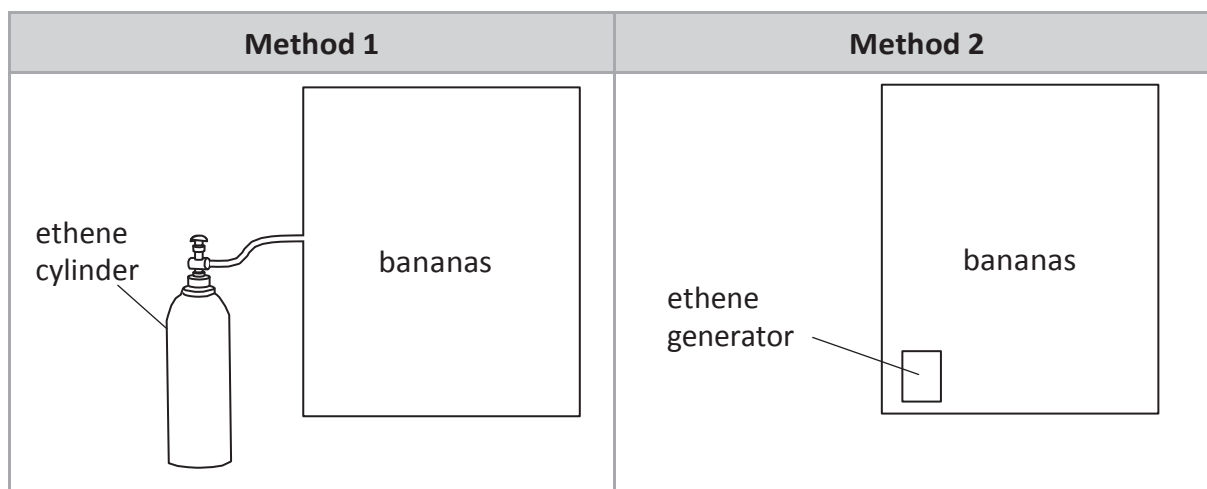 Method 1
Method 2
ethene
cylinder
bananas
ethene
generator
bananas